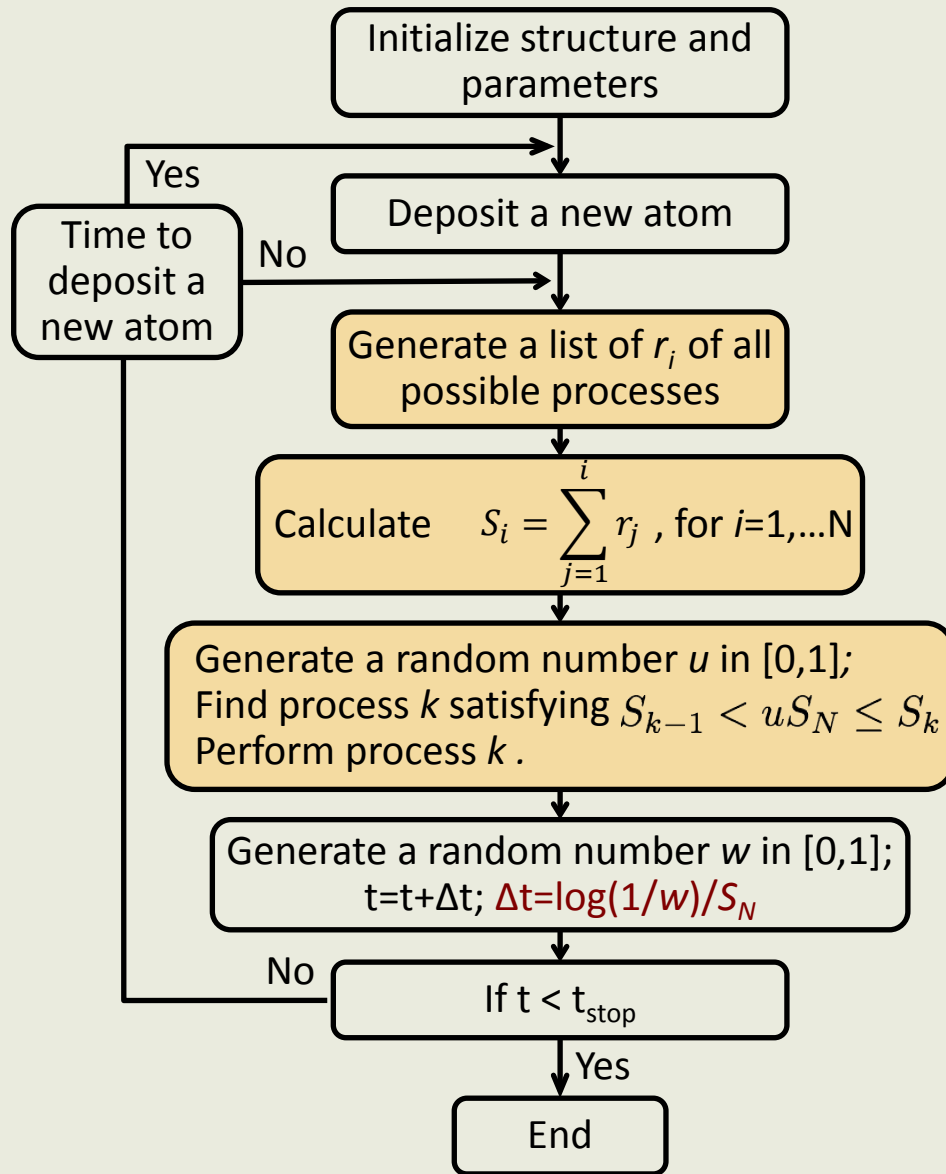 Initialize structure and
parameters
Yes
Deposit a new atom
Time to
deposit a
new atom
No
Generate a list of r_i of all
possible processes
Calculate S_i = \sum_{j=1}^{i} r_j , for i=1,...N
Generate a random number u in [0,1];
Find process k satisfying S_{k-1} < uS_N ≤ S_k
Perform process k .
Generate a random number w in [0,1];
t=t+Δt; Δt=log(1/w)/S_N
No
If t < t_stop
Yes
End